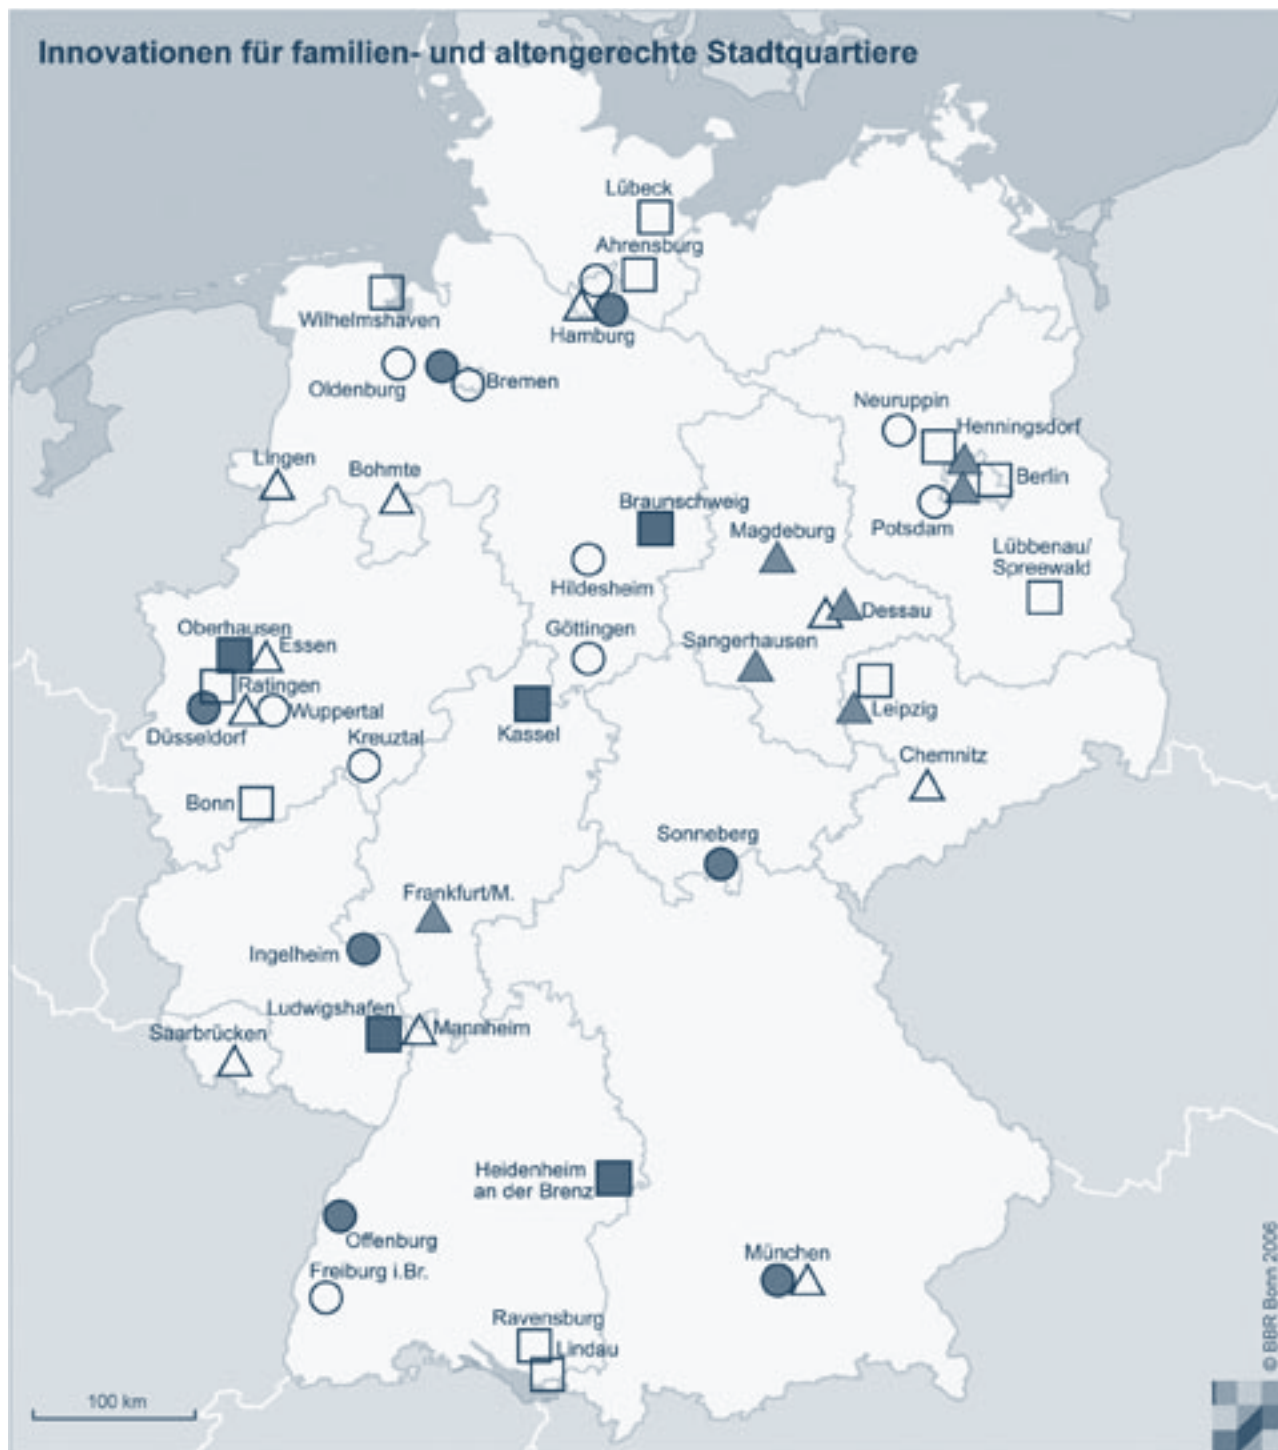 Innovationen für familien- und altengerechte Stadtquartiere
Lübeck
Ahrensburg
Wilhelmshaven
Hamburg
Oldenburg
Bremen
Neuruppin
Henningsdorf
Lingen
Bohmte
Berlin
Braunschweig
Magdeburg
Potsdam
Lübbenau/
Spreewald
Hildesheim
Dessau
Oberhausen
Essen
Göttingen
Sangerhausen
Ratingen
Wuppertal
Leipzig
Düsseldorf
Kreuztal
Kassel
Chemnitz
Bonn
Sonneberg
Frankfurt/M.
Ingelheim
Ludwigshafen
Saarbrücken
Mannheim
Heidenheim
an der Brenz
Offenburg
München
Freiburg i.Br.
Ravensburg
Lindau
100 km
© BBR Bonn 2006